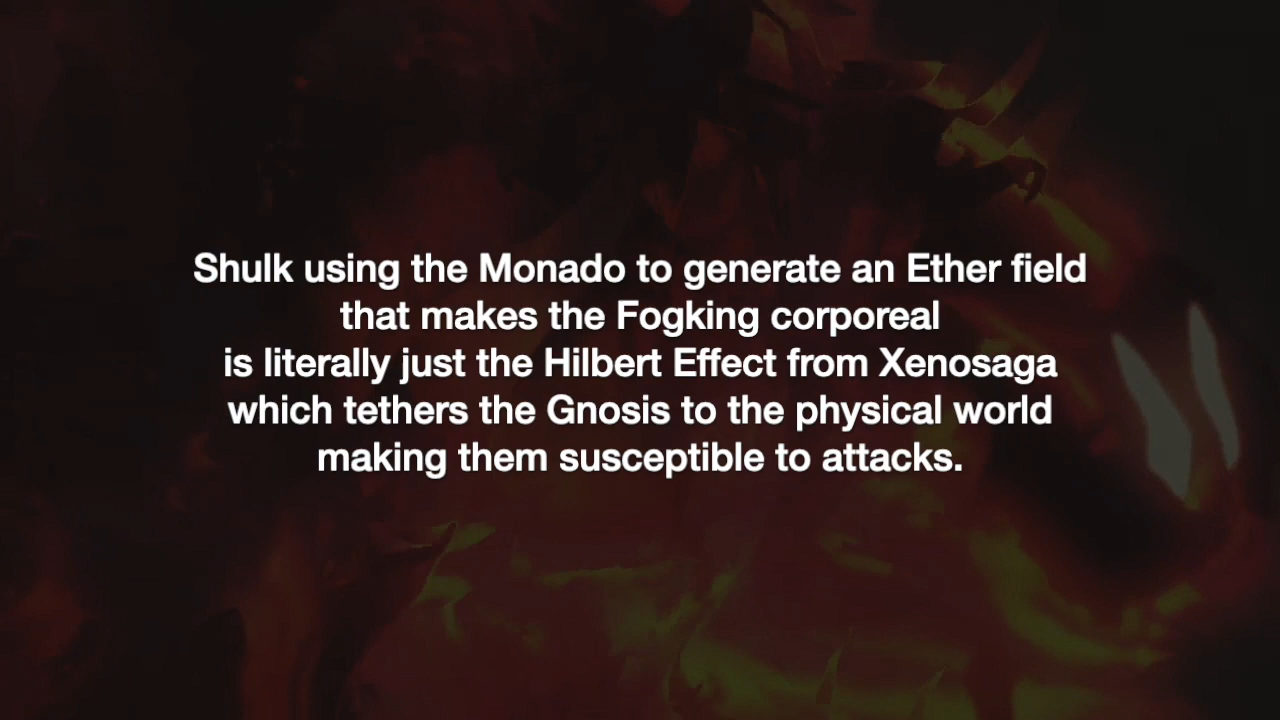 Shulk using the Monado to generate an Ether field
that makes the Fogking corporeal
is literally just the Hilbert Effect from Xenosaga
which tethers the Gnosis to the physical world
making them susceptible to attacks.